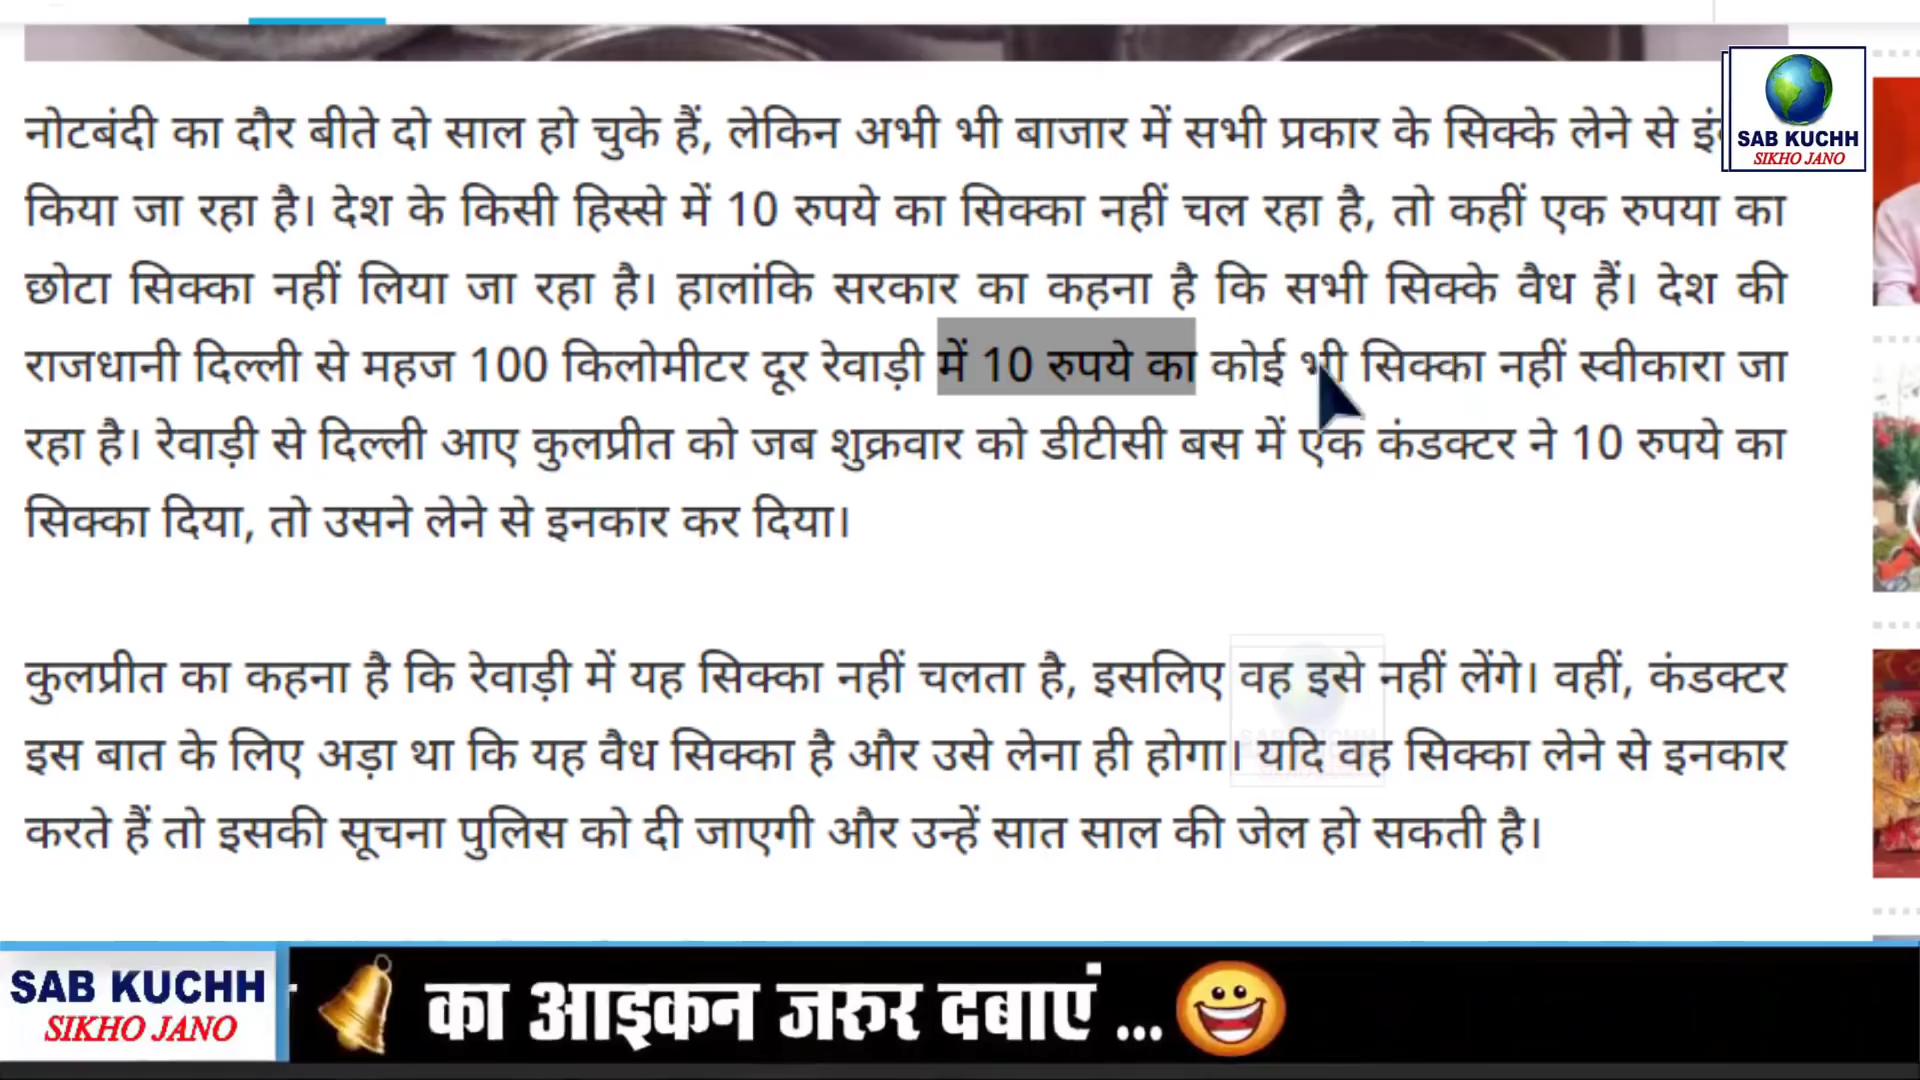 नोटबंदी का दौर बीते दो साल हो चुके हैं, लेकिन अभी भी बाजार में सभी प्रकार के सिक्के लेने से
SAB KUCHH
SIKHO JANO
किया जा रहा है। देश के किसी हिस्से में 10 रुपये का सिक्का नहीं चल रहा है, तो कहीं एक रुपया का
छोटा सिक्का नहीं लिया जा रहा है। हालांकि सरकार का कहना है कि सभी सिक्के वैध हैं। देश की
राजधानी दिल्ली से महज 100 किलोमीटर दूर रेवाड़ी में 10 रुपये का कोई भी सिक्का नहीं स्वीकारा जा
रहा है। रेवाड़ी से दिल्ली आए कुलप्रीत को जब शुक्रवार को डीटीसी बस में एक कंडक्टर ने 10 रुपये का
सिक्का दिया, तो उसने लेने से इनकार कर दिया।
कुलप्रीत का कहना है कि रेवाड़ी में यह सिक्का नहीं चलता है, इसलिए वह इसे नहीं लेंगे। वहीं, कंडक्टर
इस बात के लिए अड़ा था कि यह वैध सिक्का है और उसे लेना ही होगा। यदि वह सिक्का लेने से इनकार
करते हैं तो इसकी सूचना पुलिस को दी जाएगी और उन्हें सात साल की जेल हो सकती है।
SAB KUCHH
SIKHO JANO
का आइकन जरुर दबाएं ...